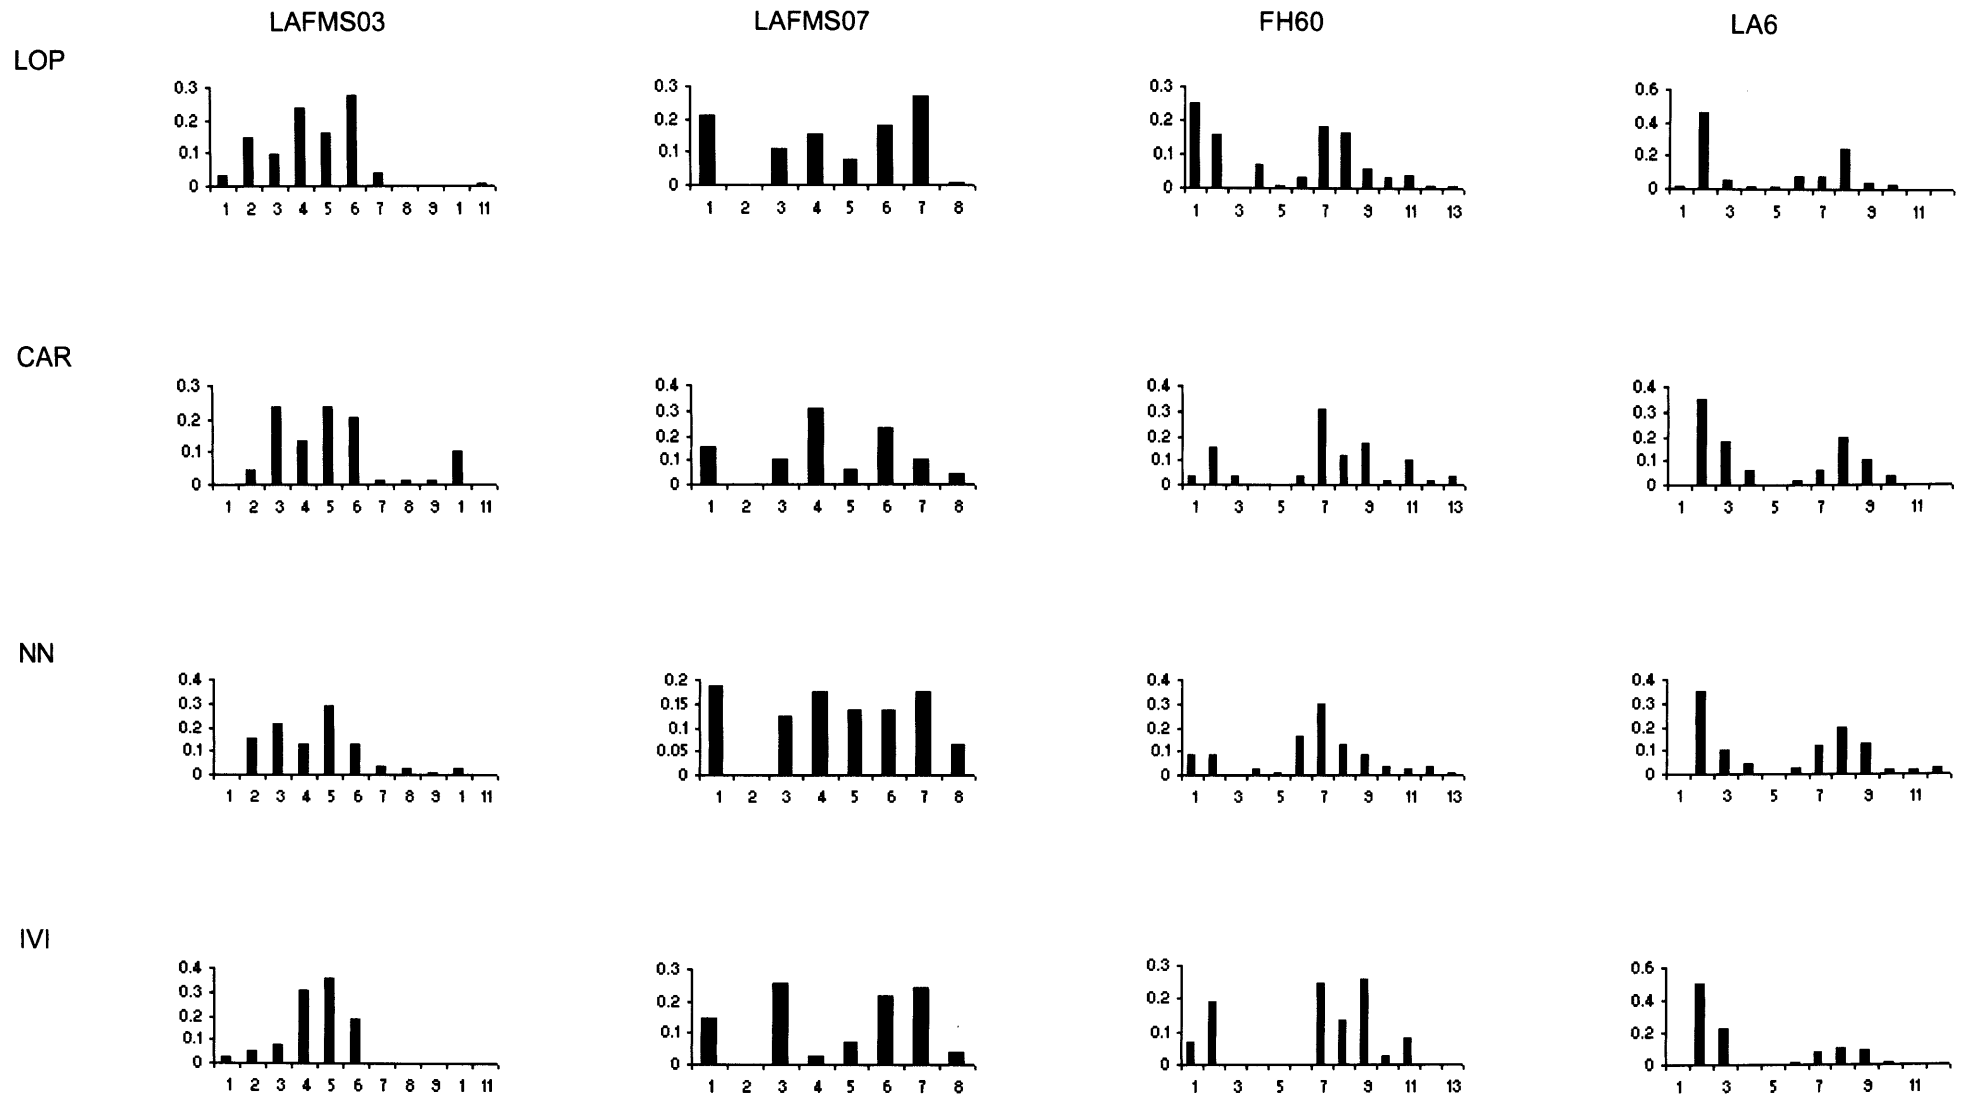 LAFMS03 LAFMS07 FH60 LA6
LOP
0.3 0.3 0.3 0.6
0.2 0.2 0.2 0.4
0.1 0.1 0.1 0.2
0 0 0 0
1 2 3 4 5 6 7 8 9 1 11 1 2 3 4 5 6 7 8 1 3 5 7 9 11 13 1 3 5 7 9 11
CAR
0.3 0.4 0.4 0.4
0.2 0.3 0.3 0.3
0.1 0.2 0.2 0.2
0 0.1 0.1 0.1
0 0 0
1 2 3 4 5 6 7 8 9 1 11 1 2 3 4 5 6 7 8 1 3 5 7 9 11 13 1 3 5 7 9 11
NN
0.4 0.2 0.4 0.4
0.3 0.15 0.3 0.3
0.2 0.1 0.2 0.2
0.1 0.05 0.1 0.1
0 0 0 0
1 2 3 4 5 6 7 8 9 1 11 1 2 3 4 5 6 7 8 1 3 5 7 9 11 13 1 3 5 7 9 11
IVI
0.4 0.3 0.3 0.6
0.3 0.2 0.2 0.4
0.2 0.1 0.1 0.2
0.1 0 0 0
0
1 2 3 4 5 6 7 8 9 1 11 1 2 3 4 5 6 7 8 1 3 5 7 9 11 13 1 3 5 7 9 11